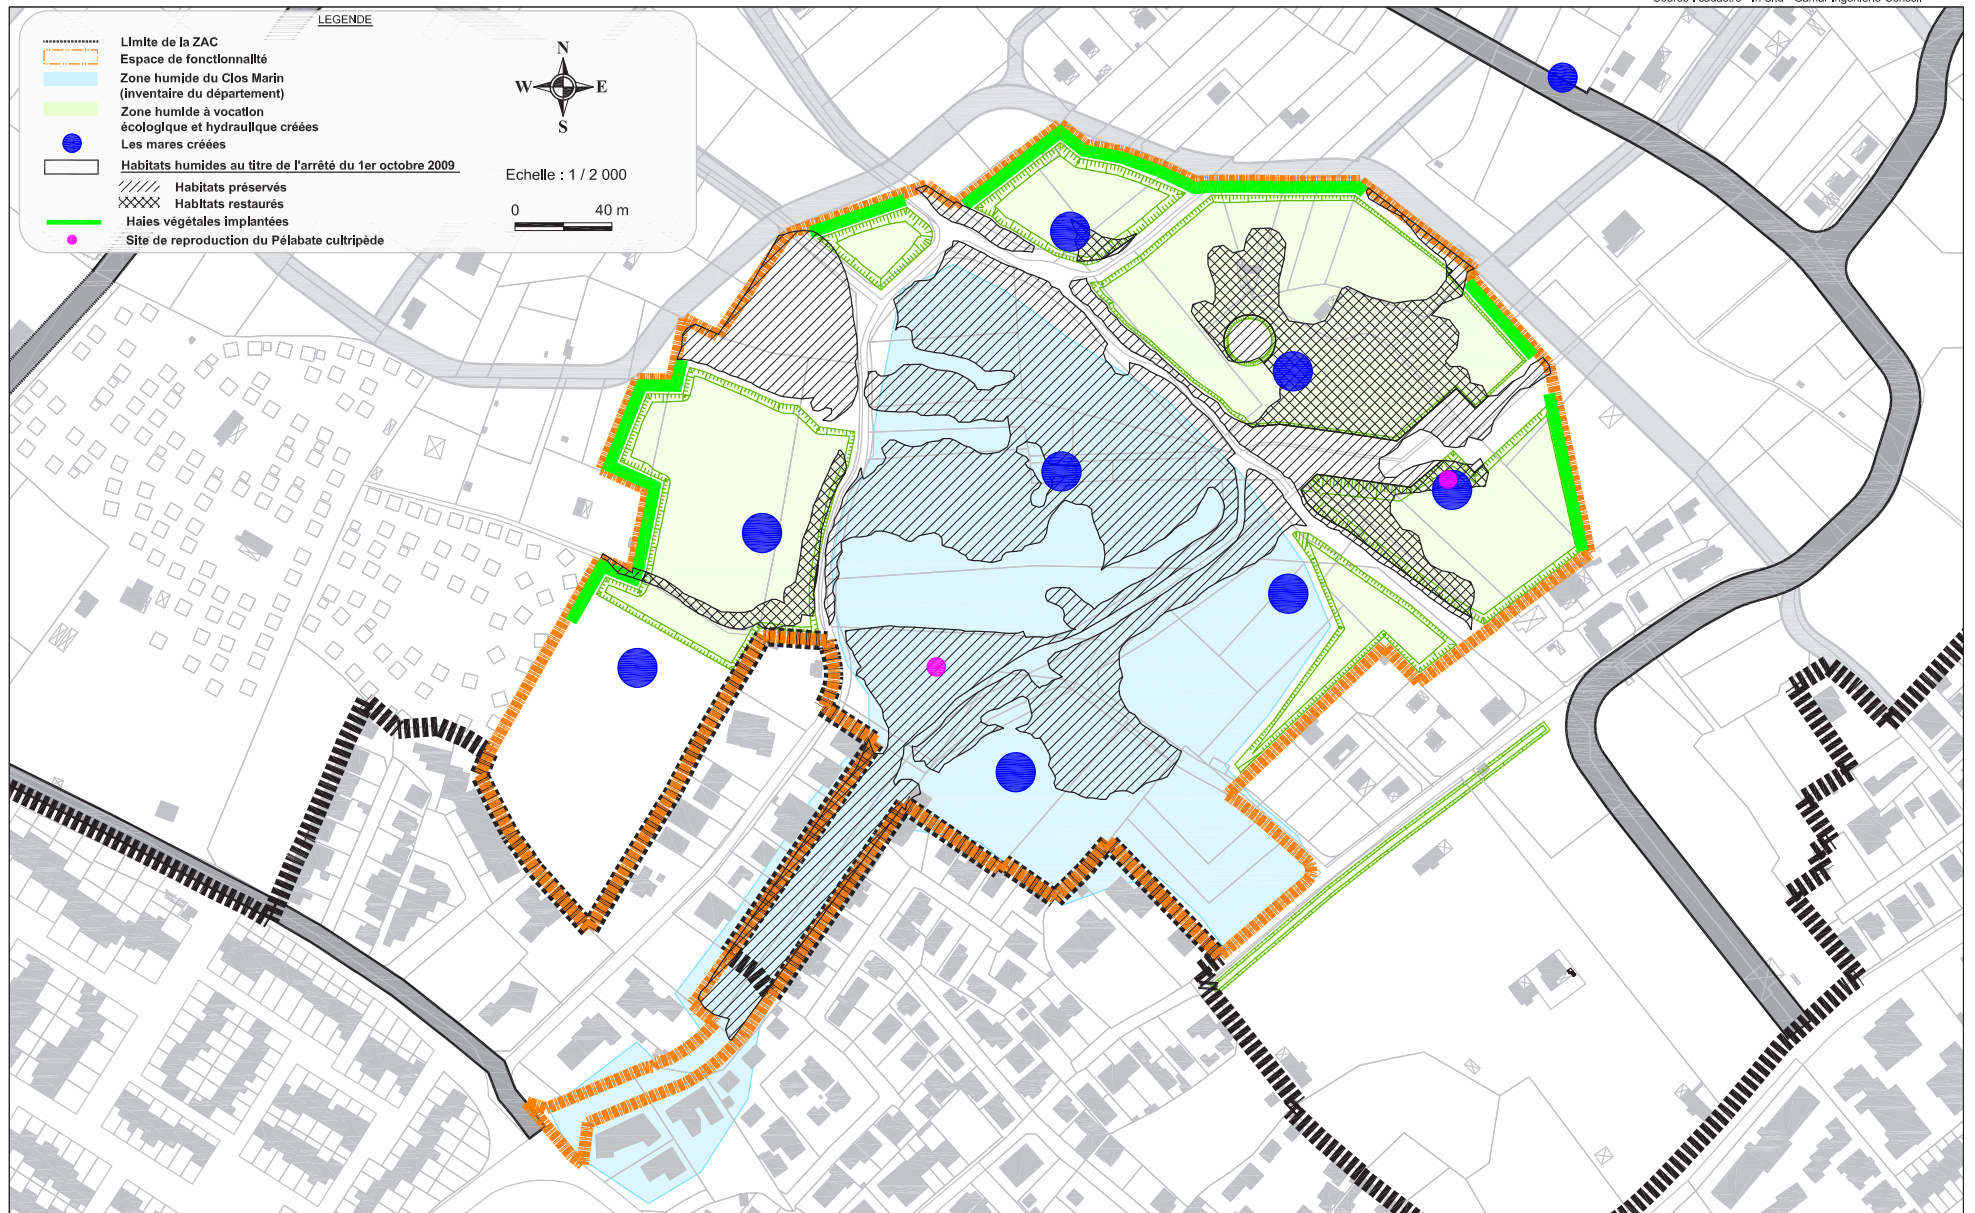 LEGENDE
Limite de la ZAC
Espace de fonctionnalité
Zone humide du Clos Marin
(inventaire du département)
Zone humide à vocation
écologique et hydraulique créées
Les mares créées
Habitats humides au titre de l'arrêté du 1er octobre 2009
Habitats préservés
Habitats restaurés
Haies végétales implantées
Site de reproduction du Pélabate cultripède
N
W E
S
Echelle : 1 / 2 000
0 40 m